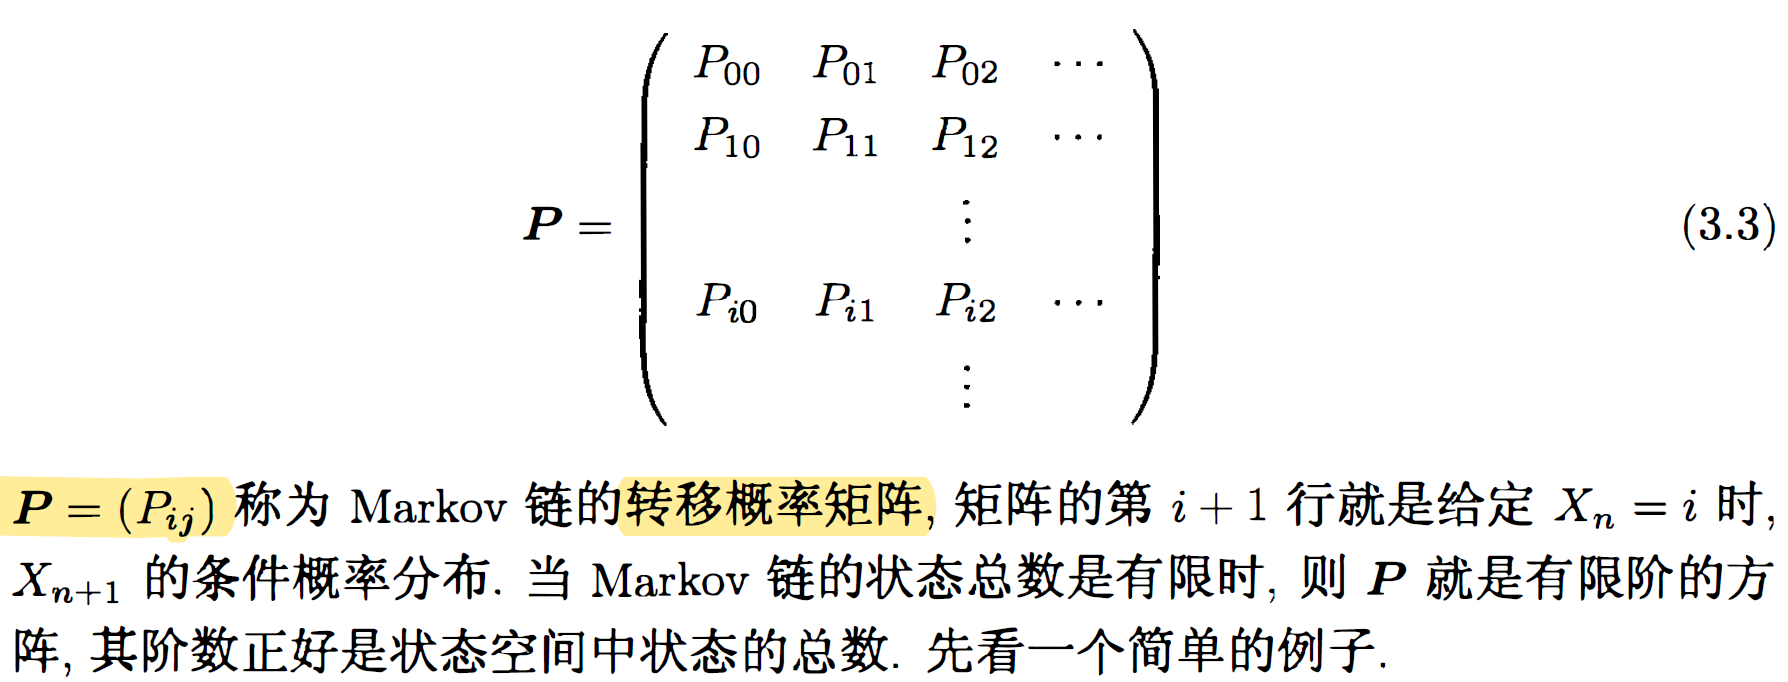 P₀₀ P₀₁ P₀₂ ⋯
P₁₀ P₁₁ P₁₂ ⋯
⋮
P = (3.3)
Pᵢ₀ Pᵢ₁ Pᵢ₂ ⋯
⋮
P = (Pᵢⱼ) 称为 Markov 链的转移概率矩阵, 矩阵的第 i + 1 行就是给定 Xₙ = i 时,
Xₙ₊₁ 的条件概率分布. 当 Markov 链的状态总数是有限时, 则 P 就是有限阶的方
阵, 其阶数正好是状态空间中状态的总数. 先看一个简单的例子.